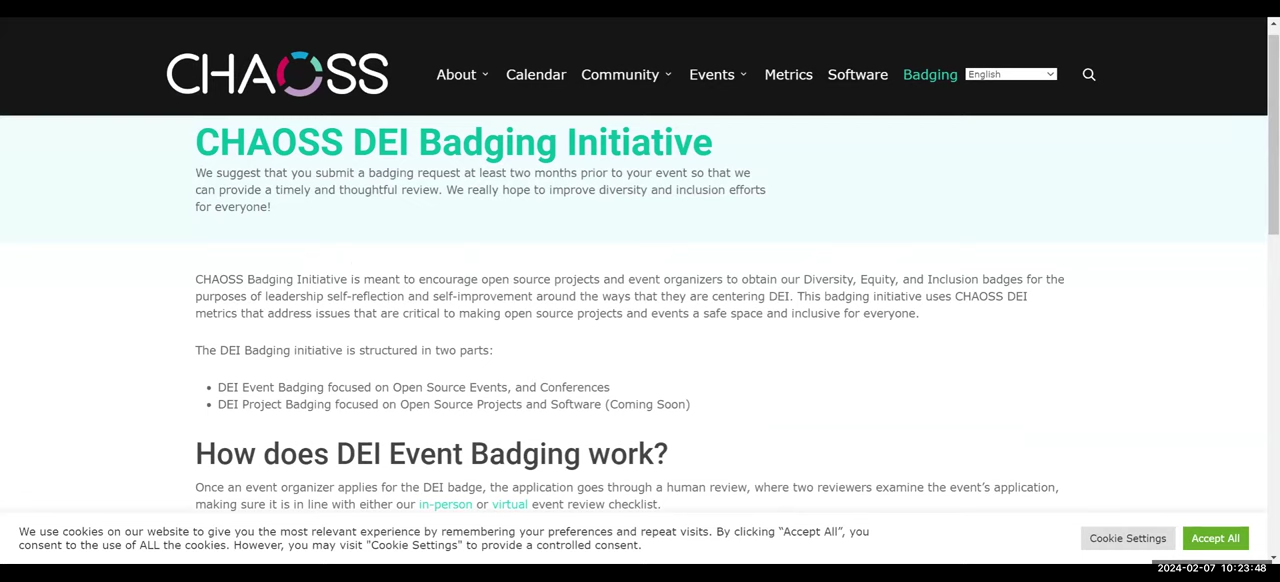 CHAOSS
About Calendar Community Events Metrics Software Badging English
CHAOSS DEI Badging Initiative
We suggest that you submit a badging request at least two months prior to your event so that we
can provide a timely and thoughtful review. We really hope to improve diversity and inclusion efforts
for everyone!
CHAOSS Badging Initiative is meant to encourage open source projects and event organizers to obtain our Diversity, Equity, and Inclusion badges for the
purposes of leadership self-reflection and self-improvement around the ways that they are centering DEI. This badging initiative uses CHAOSS DEI
metrics that address issues that are critical to making open source projects and events a safe space and inclusive for everyone.
The DEI Badging initiative is structured in two parts:
• DEI Event Badging focused on Open Source Events, and Conferences
• DEI Project Badging focused on Open Source Projects and Software (Coming Soon)
How does DEI Event Badging work?
Once an event organizer applies for the DEI badge, the application goes through a human review, where two reviewers examine the event’s application,
making sure it is in line with either our in-person or virtual event review checklist.
We use cookies on our website to give you the most relevant experience by remembering your preferences and repeat visits. By clicking “Accept All”, you
consent to the use of ALL the cookies. However, you may visit "Cookie Settings" to provide a controlled consent.
Cookie Settings
Accept All
2024-02-07 10:23:48